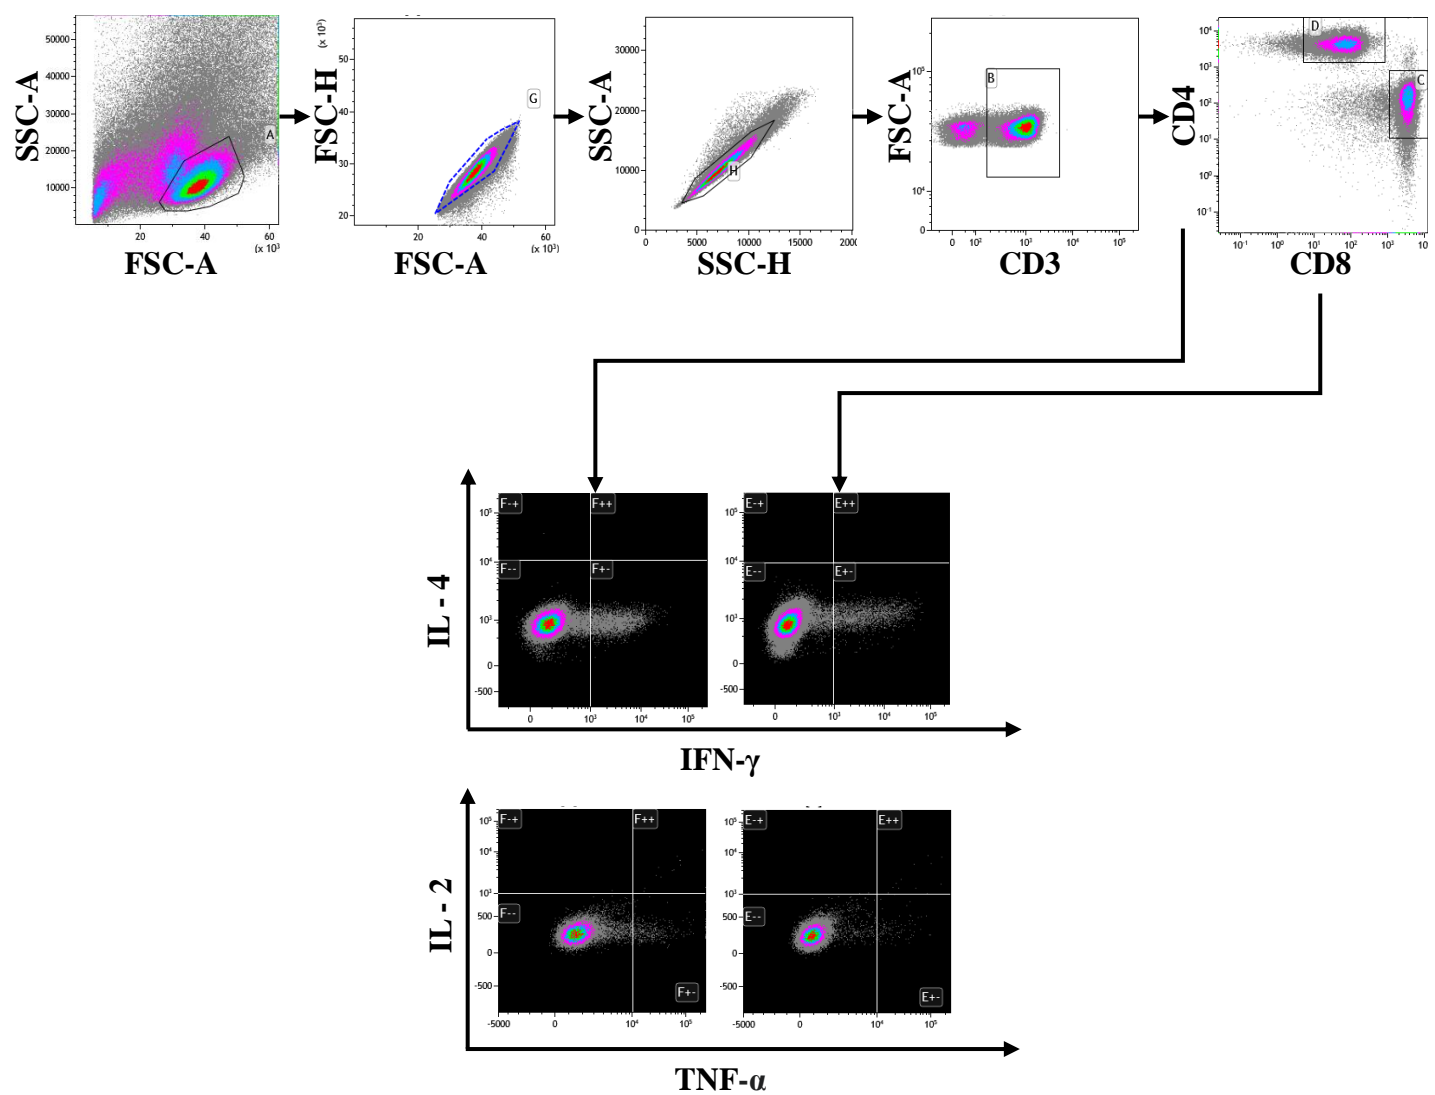 SSC-A
50000
40000
30000
20000
10000
0
A
20
40
60
(x 10³)
FSC-A
FSC-H
(x 10³)
50
40
30
20
G
20
40
60
(x 10³)
FSC-A
SSC-A
30000
20000
10000
0
H
0
5000
10000
15000
SSC-H
FSC-A
10⁵
10⁴
0
B
0
10²
10³
10⁴
10⁵
CD3
CD4
10⁴
10³
10²
10¹
10⁰
10⁻¹
D
C
10⁻¹
10⁰
10¹
10²
10³
CD8
IL - 4
F-+
F++
F--
F+-
10⁵
10⁴
10³
0
-500
0
10³
10⁴
10⁵
E-+
E++
E--
E+-
10⁵
10⁴
10³
0
-500
0
10³
10⁴
10⁵
IFN-γ
IL - 2
F-+
F++
F--
F+-
10⁵
10⁴
10³
500
0
-500
-5000
0
10⁴
10⁵
E-+
E++
E--
E+-
10⁵
10⁴
10³
500
0
-500
-5000
0
10⁴
10⁵
TNF-α